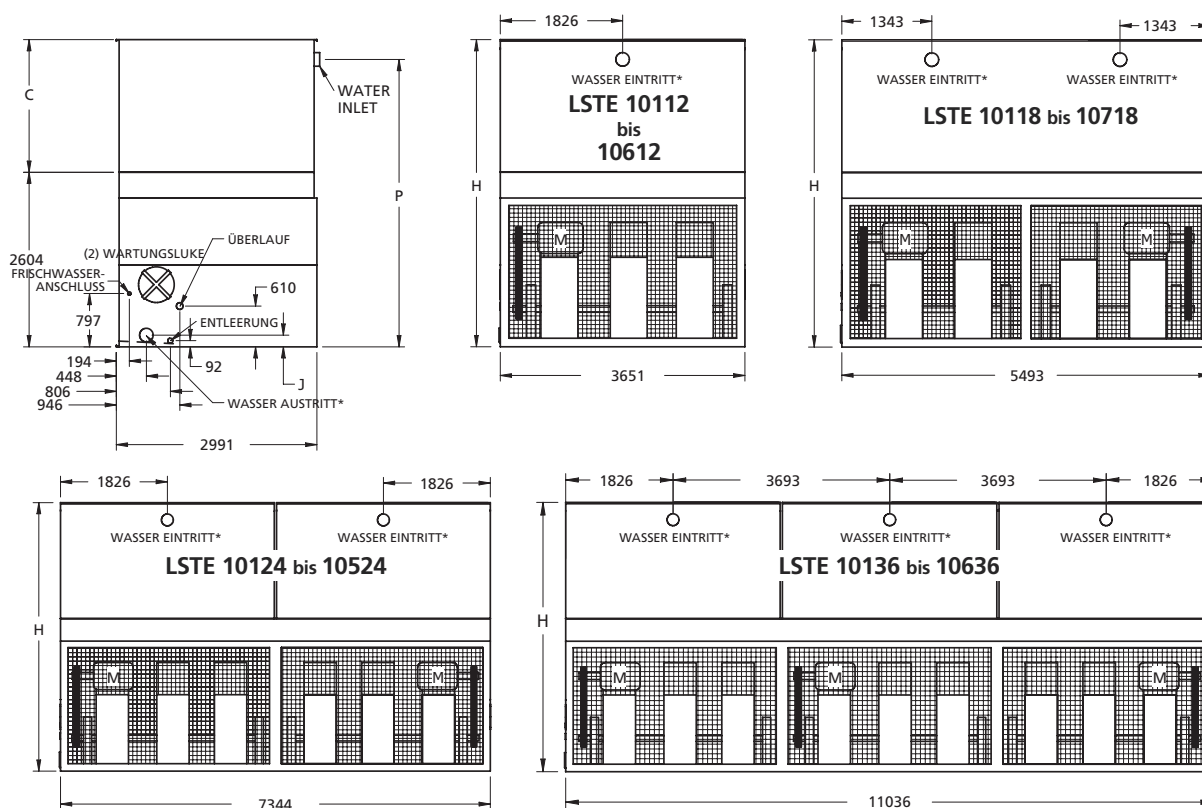 C
WATER
INLET
P
2604
(2) WARTUNGSLUKE
ÜBERLAUF
FRISCHWASSER-
ANSCHLUSS
797
610
ENTLEERUNG
194
92
448
J
806
946
WASSER AUSTRITT*
2991
1826
WASSER EINTRITT*
LSTE 10112
bis
10612
H
M
3651
1343
1343
WASSER EINTRITT*
WASSER EINTRITT*
LSTE 10118 bis 10718
H
M
M
5493
1826
1826
WASSER EINTRITT*
WASSER EINTRITT*
LSTE 10124 bis 10524
H
M
M
7344
1826
3693
3693
1826
WASSER EINTRITT*
WASSER EINTRITT*
WASSER EINTRITT*
LSTE 10136 bis 10636
H
M
M
M
11036